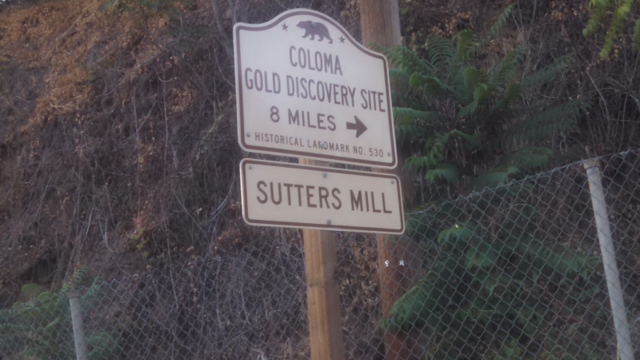 COLOMA
GOLD DISCOVERY SITE
8 MILES →
HISTORICAL LANDMARK NO. 530
SUTTERS MILL